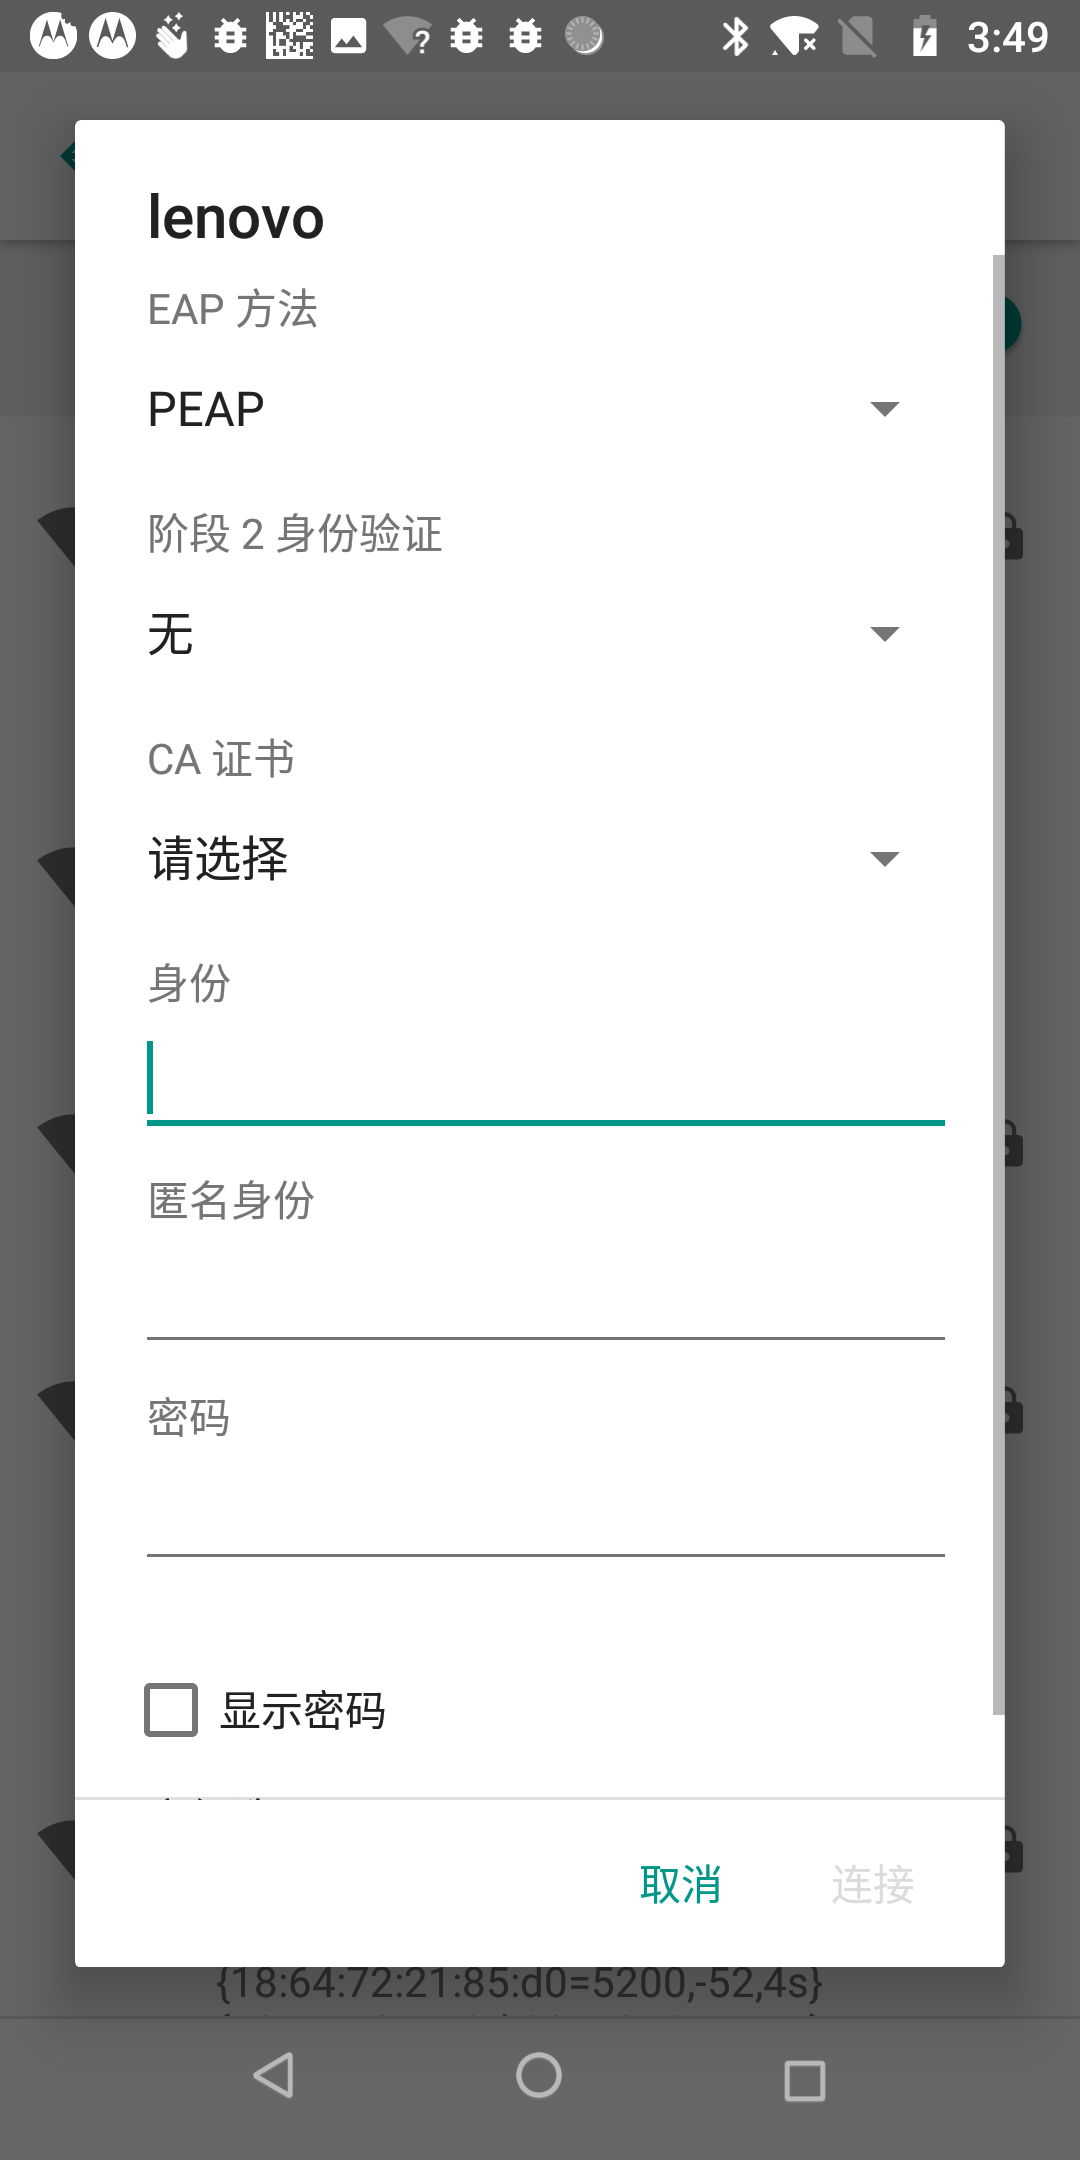 3:49
lenovo
EAP 方法
PEAP
阶段 2 身份验证
无
CA 证书
请选择
身份
匿名身份
密码
显示密码
取消 连接
{18:64:72:21:85:d0=5200,-52,4s}